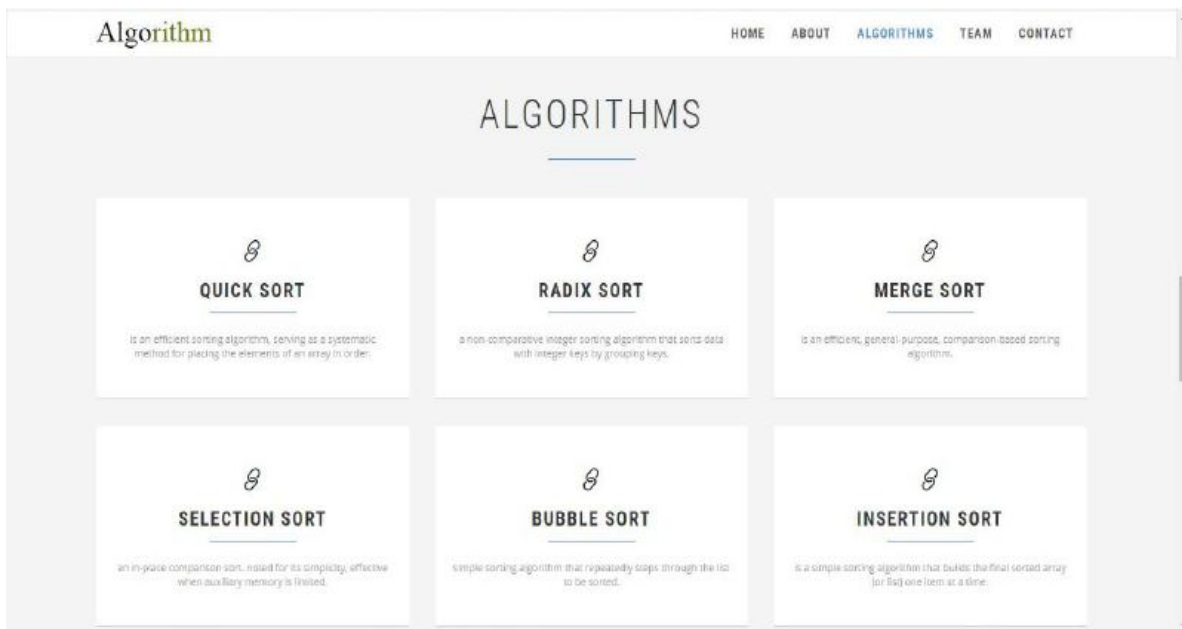 Algorithm
HOME ABOUT ALGORITHMS TEAM CONTACT
ALGORITHMS
QUICK SORT
is an efficient sorting algorithm, serving as a systematic
method for placing the elements of an array in order.
RADIX SORT
a non-comparative integer sorting algorithm that sorts data
with integer keys by grouping keys.
MERGE SORT
is an efficient, general-purpose, comparison-based sorting
algorithm.
SELECTION SORT
an in-place comparison sort. noted for its simplicity, effective
when auxiliary memory is limited.
BUBBLE SORT
simple sorting algorithm that repeatedly steps through the list
to be sorted.
INSERTION SORT
is a simple sorting algorithm that builds the final sorted array
(or list) one item at a time.